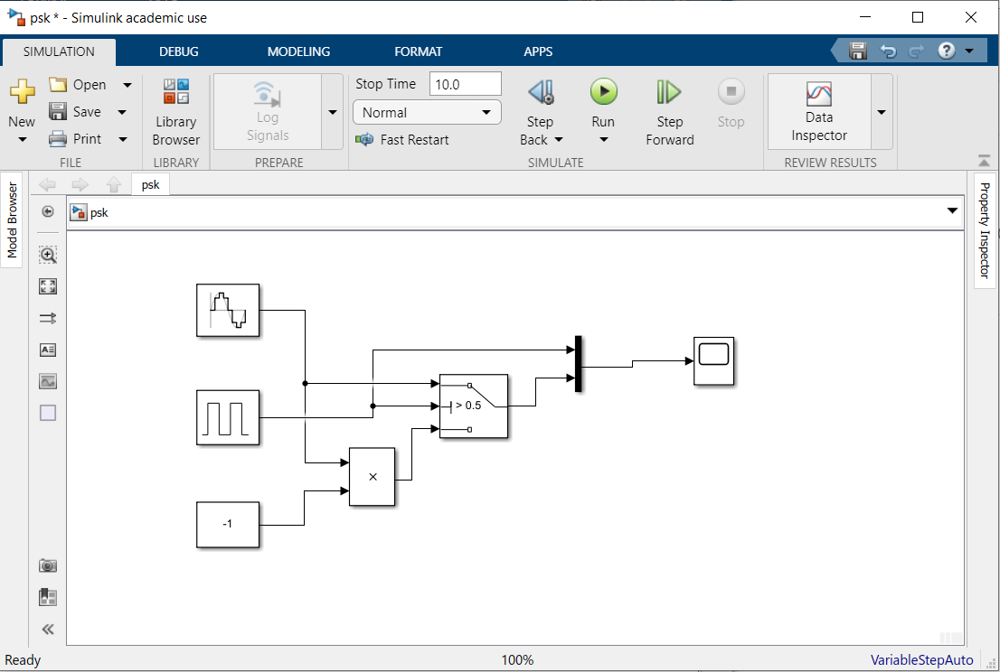 psk * - Simulink academic use
SIMULATION DEBUG MODELING FORMAT APPS
New
Open
Save
Print
FILE
Library
Browser
LIBRARY
Log
Signals
PREPARE
Stop Time 10.0
Normal
Fast Restart
Step
Back
Run
Step
Forward
Stop
SIMULATE
Data
Inspector
REVIEW RESULTS
Model Browser
psk
psk
Property Inspector
> 0.5
×
-1
Ready 100% VariableStepAuto